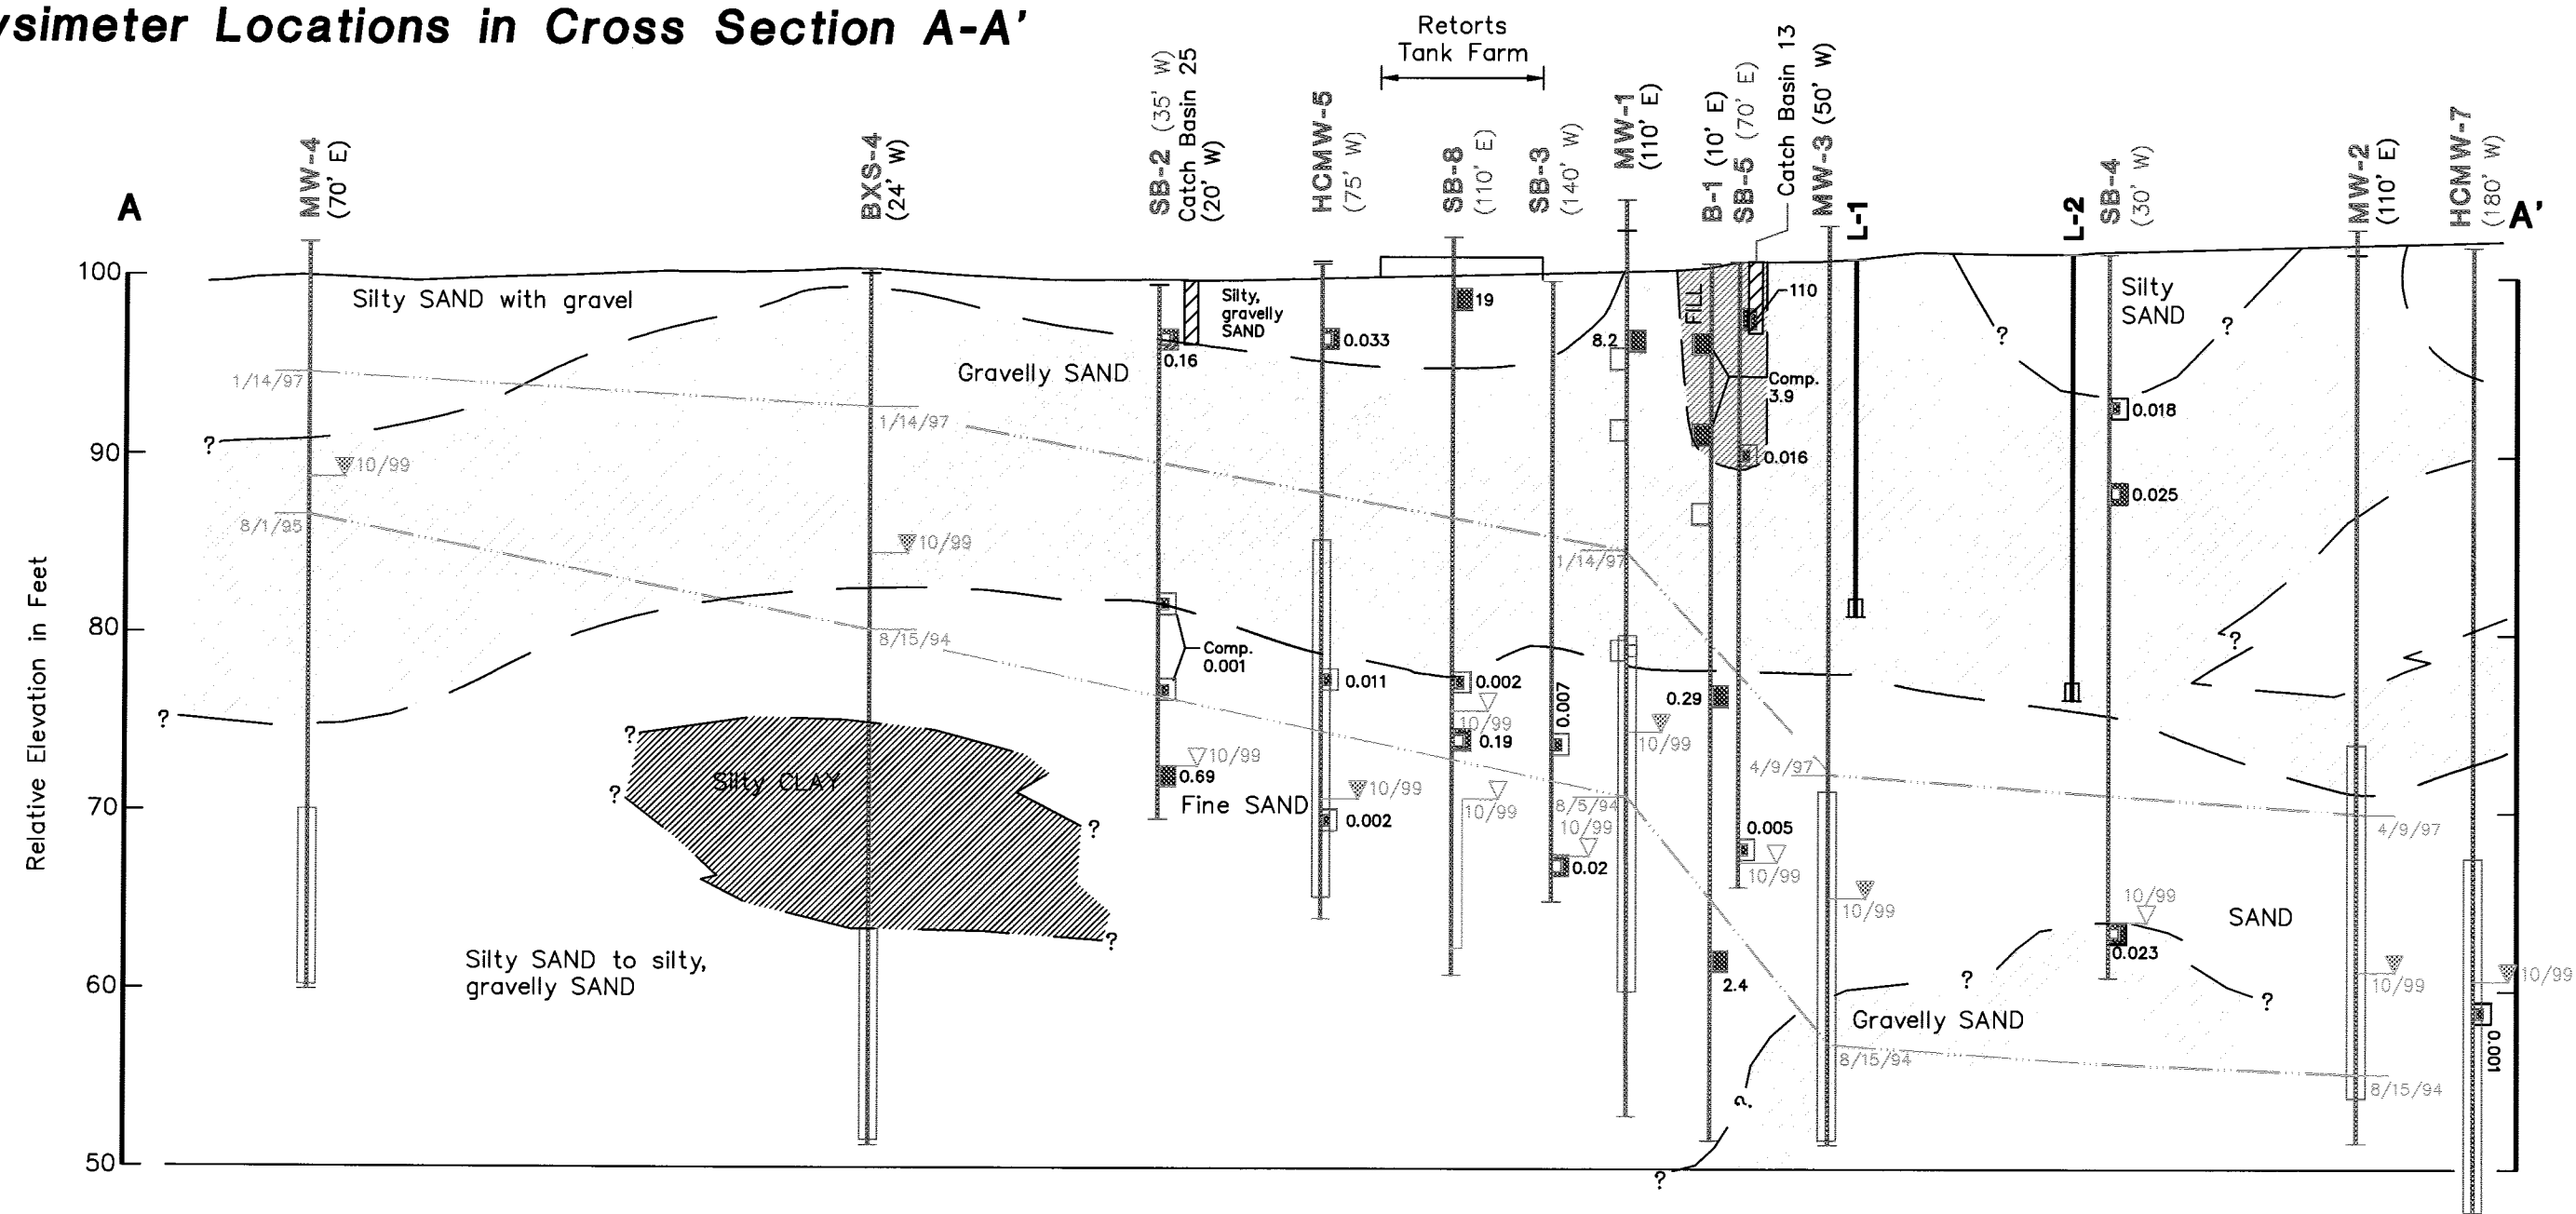 ysimeter Locations in Cross Section A-A'
Retorts
Tank Farm
A
MW-4
(70' E)
BXS-4
(24' W)
SB-2 (35' W)
Catch Basin 25
(20' W)
HCMW-5
(75' W)
SB-8
(110' E)
SB-3
(140' W)
MW-1
(110' E)
B-1 (10' E)
SB-5 (70' E)
Catch Basin 13
MW-3 (50' W)
L-1
L-2
SB-4
(30' W)
MW-2
(110' E)
HCMW-7
(180' W)
A'
Relative Elevation in Feet
100
90
80
70
60
50
Silty SAND with gravel
Silty,
gravelly
SAND
19
FILL
110
Silty
SAND
?
?
0.16
0.033
8.2
Gravelly SAND
Comp.
3.9
1/14/97
1/14/97
0.018
?
10/99
0.016
0.025
8/1/95
10/99
1/14/97
8/15/94
Comp.
0.001
?
0.011
0.002
0.007
0.29
?
?
10/99
0.19
10/99
Silty CLAY
10/99
0.69
4/9/97
?
Fine SAND
10/99
0.002
10/99
8/5/94
10/99
0.02
4/9/97
?
0.005
10/99
10/99
10/99
SAND
?
0.023
Silty SAND to silty,
gravelly SAND
?
?
10/99
10/99
2.4
Gravelly SAND
0.001
8/15/94
8/15/94
?
?